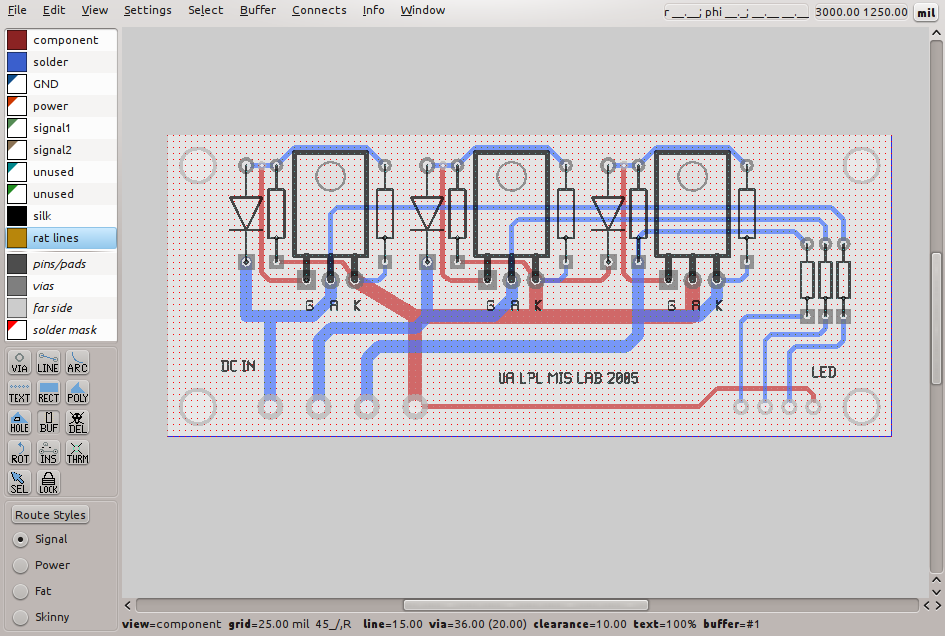 File Edit View Settings Select Buffer Connects Info Window
r __.__; phi __._; __.__ __.__ 3000.00 1250.00 mil
component
solder
GND
power
signal1
signal2
unused
unused
silk
rat lines
pins/pads
vias
far side
solder mask
VIA LINE ARC
TEXT RECT POLY
HOLE BUF DEL
ROT INS THRM
SEL LOCK
Route Styles
Signal
Power
Fat
Skinny
G A K G A K G A K
DC IN
UA LPL MIS LAB 2005
LED
view=component grid=25.00 mil 45_/,R line=15.00 via=36.00 (20.00) clearance=10.00 text=100% buffer=#1